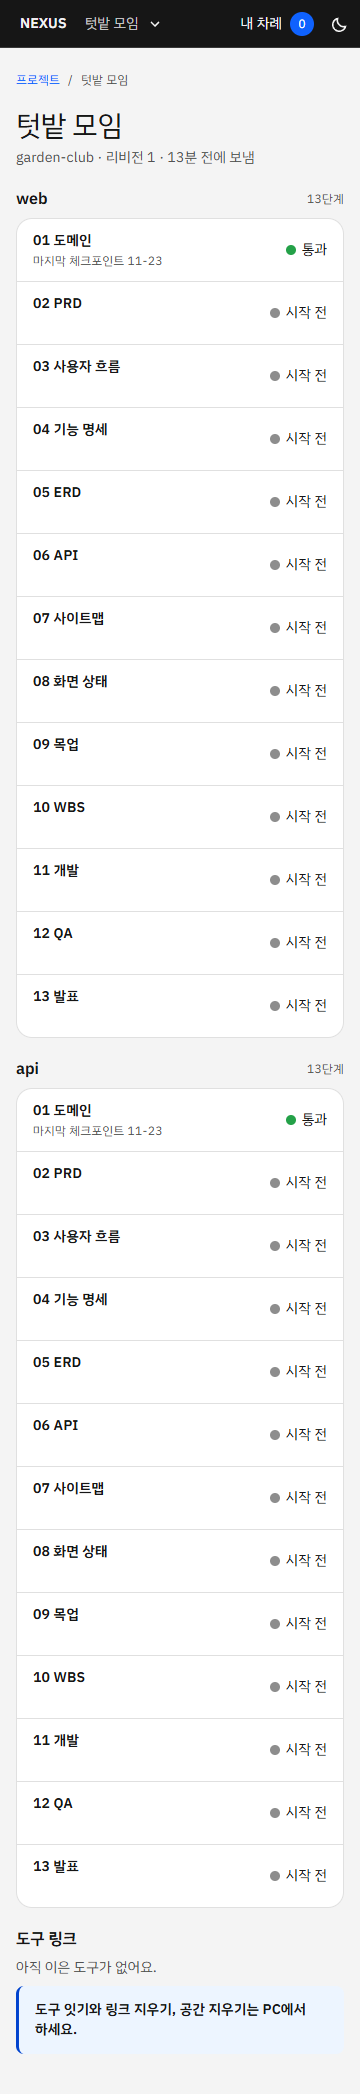 NEXUS 텃밭 모임 내 차례 0
프로젝트 / 텃밭 모임
텃밭 모임
garden-club · 리비전 1 · 13분 전에 보냄
web 13단계
01 도메인 통과
마지막 체크포인트 11-23
02 PRD 시작 전
03 사용자 흐름 시작 전
04 기능 명세 시작 전
05 ERD 시작 전
06 API 시작 전
07 사이트맵 시작 전
08 화면 상태 시작 전
09 목업 시작 전
10 WBS 시작 전
11 개발 시작 전
12 QA 시작 전
13 발표 시작 전
api 13단계
01 도메인 통과
마지막 체크포인트 11-23
02 PRD 시작 전
03 사용자 흐름 시작 전
04 기능 명세 시작 전
05 ERD 시작 전
06 API 시작 전
07 사이트맵 시작 전
08 화면 상태 시작 전
09 목업 시작 전
10 WBS 시작 전
11 개발 시작 전
12 QA 시작 전
13 발표 시작 전
도구 링크
아직 이은 도구가 없어요.
도구 잇기와 링크 지우기, 공간 지우기는 PC에서
하세요.